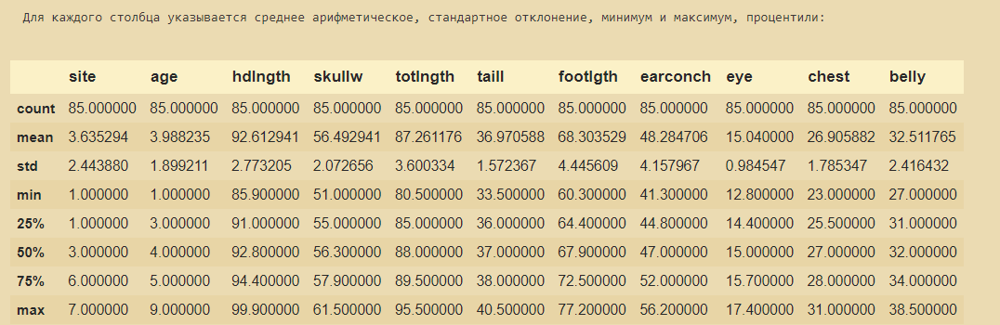 Для каждого столбца указывается среднее арифметическое, стандартное отклонение, минимум и максимум, процентили:
site age hdlngth skullw totlngth taill footlgth earconch eye chest belly
count 85.000000 85.000000 85.000000 85.000000 85.000000 85.000000 85.000000 85.000000 85.000000 85.000000 85.000000
mean 3.635294 3.988235 92.612941 56.492941 87.261176 36.970588 68.303529 48.284706 15.040000 26.905882 32.511765
std 2.443880 1.899211 2.773205 2.072656 3.600334 1.572367 4.445609 4.157967 0.984547 1.785347 2.416432
min 1.000000 1.000000 85.900000 51.000000 80.500000 33.500000 60.300000 41.300000 12.800000 23.000000 27.000000
25% 1.000000 3.000000 91.000000 55.000000 85.000000 36.000000 64.400000 44.800000 14.400000 25.500000 31.000000
50% 3.000000 4.000000 92.800000 56.300000 88.000000 37.000000 67.900000 47.000000 15.000000 27.000000 32.000000
75% 6.000000 5.000000 94.400000 57.900000 89.500000 38.000000 72.500000 52.000000 15.700000 28.000000 34.000000
max 7.000000 9.000000 99.900000 61.500000 95.500000 40.500000 77.200000 56.200000 17.400000 31.000000 38.500000